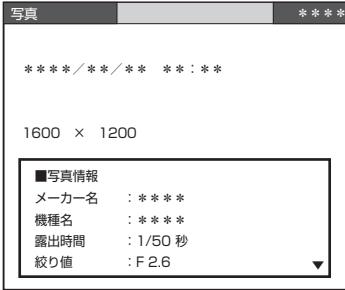 写真 ＊＊＊＊
＊＊＊＊／＊＊／＊＊ ＊＊：＊＊
1600 × 1200
■写真情報
メーカー名 ：＊＊＊＊
機種名 ：＊＊＊＊
露出時間 ：1/50 秒
絞り値 ：F 2.6
▼